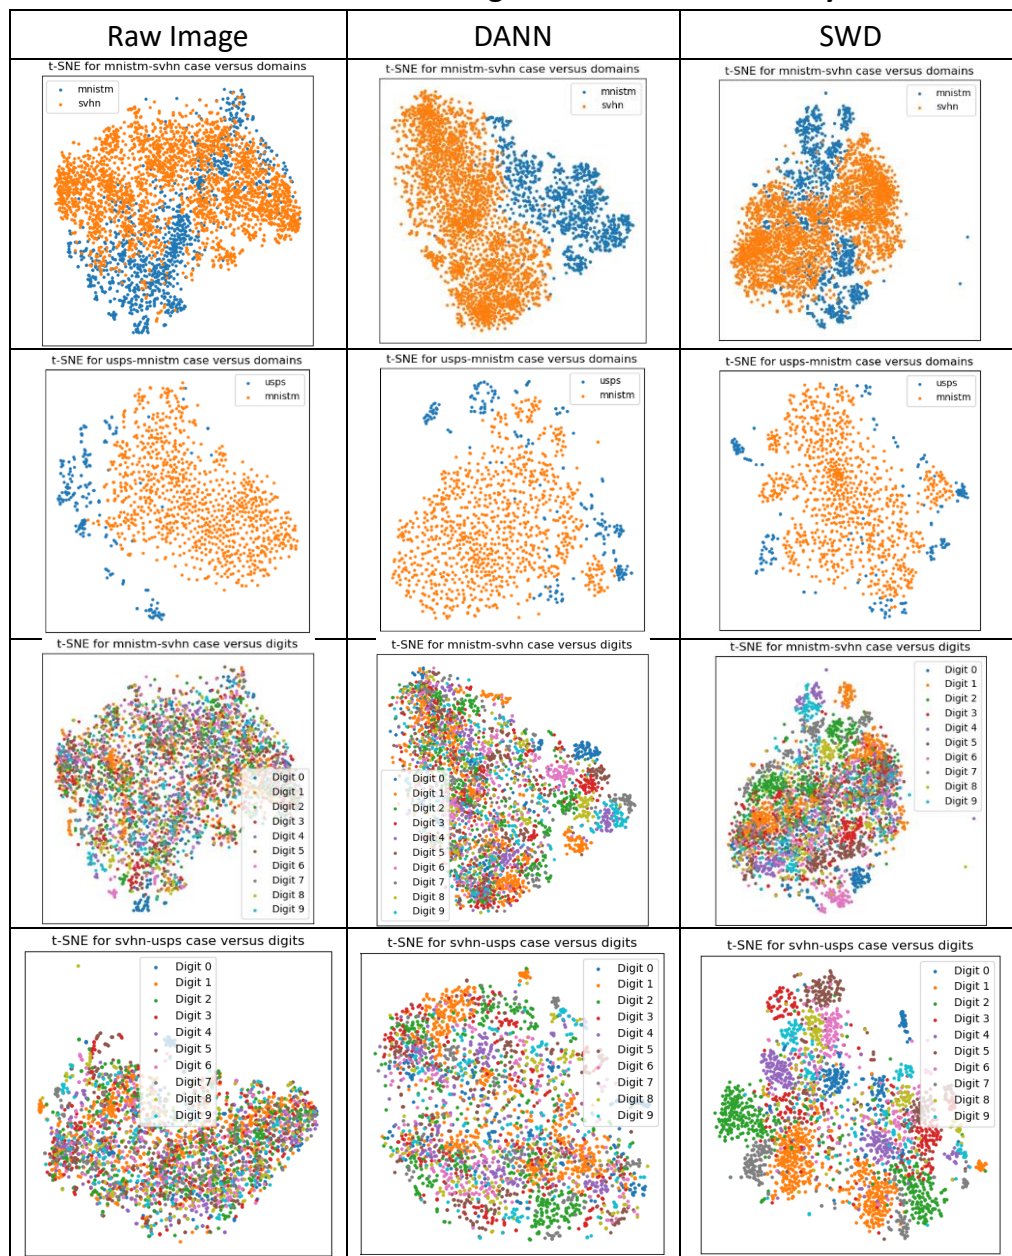 Raw Image
DANN
SWD
t-SNE for mnistm-svhn case versus domains
mnistm
svhn
t-SNE for mnistm-svhn case versus domains
mnistm
svhn
t-SNE for mnistm-svhn case versus domains
mnistm
svhn
t-SNE for usps-mnistm case versus domains
usps
mnistm
t-SNE for usps-mnistm case versus domains
usps
mnistm
t-SNE for usps-mnistm case versus domains
usps
mnistm
t-SNE for mnistm-svhn case versus digits
Digit 0
Digit 1
Digit 2
Digit 3
Digit 4
Digit 5
Digit 6
Digit 7
Digit 8
Digit 9
t-SNE for mnistm-svhn case versus digits
Digit 0
Digit 1
Digit 2
Digit 3
Digit 4
Digit 5
Digit 6
Digit 7
Digit 8
Digit 9
t-SNE for mnistm-svhn case versus digits
Digit 0
Digit 1
Digit 2
Digit 3
Digit 4
Digit 5
Digit 6
Digit 7
Digit 8
Digit 9
t-SNE for svhn-usps case versus digits
Digit 0
Digit 1
Digit 2
Digit 3
Digit 4
Digit 5
Digit 6
Digit 7
Digit 8
Digit 9
t-SNE for svhn-usps case versus digits
Digit 0
Digit 1
Digit 2
Digit 3
Digit 4
Digit 5
Digit 6
Digit 7
Digit 8
Digit 9
t-SNE for svhn-usps case versus digits
Digit 0
Digit 1
Digit 2
Digit 3
Digit 4
Digit 5
Digit 6
Digit 7
Digit 8
Digit 9